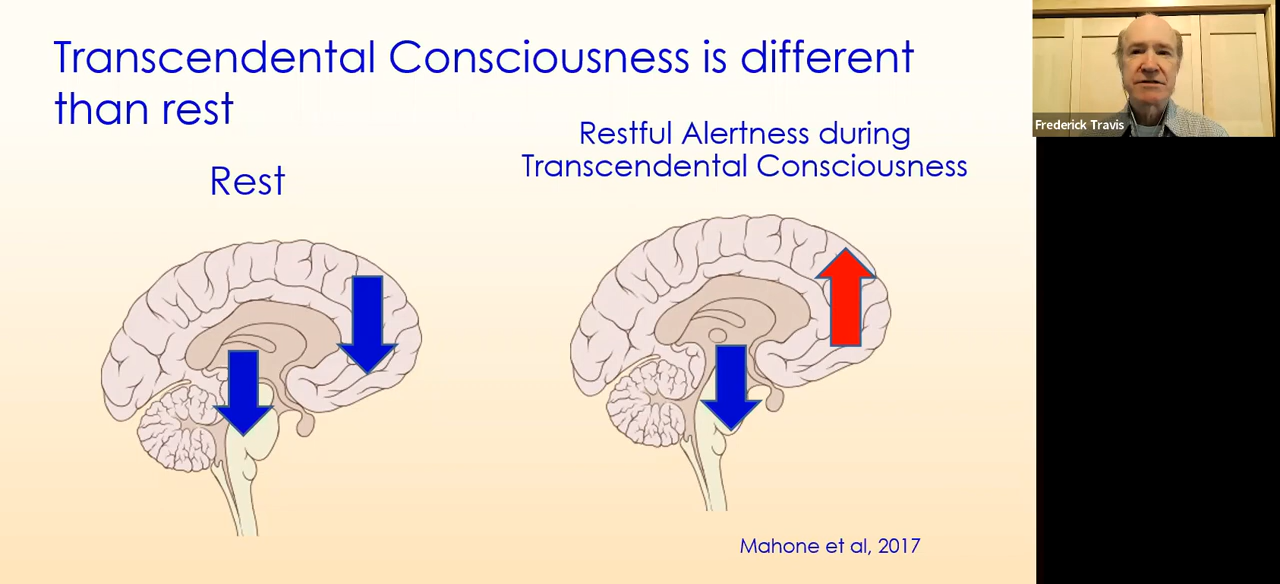 Transcendental Consciousness is different
than rest
Rest
Restful Alertness during
Transcendental Consciousness
Mahone et al, 2017
Frederick Travis